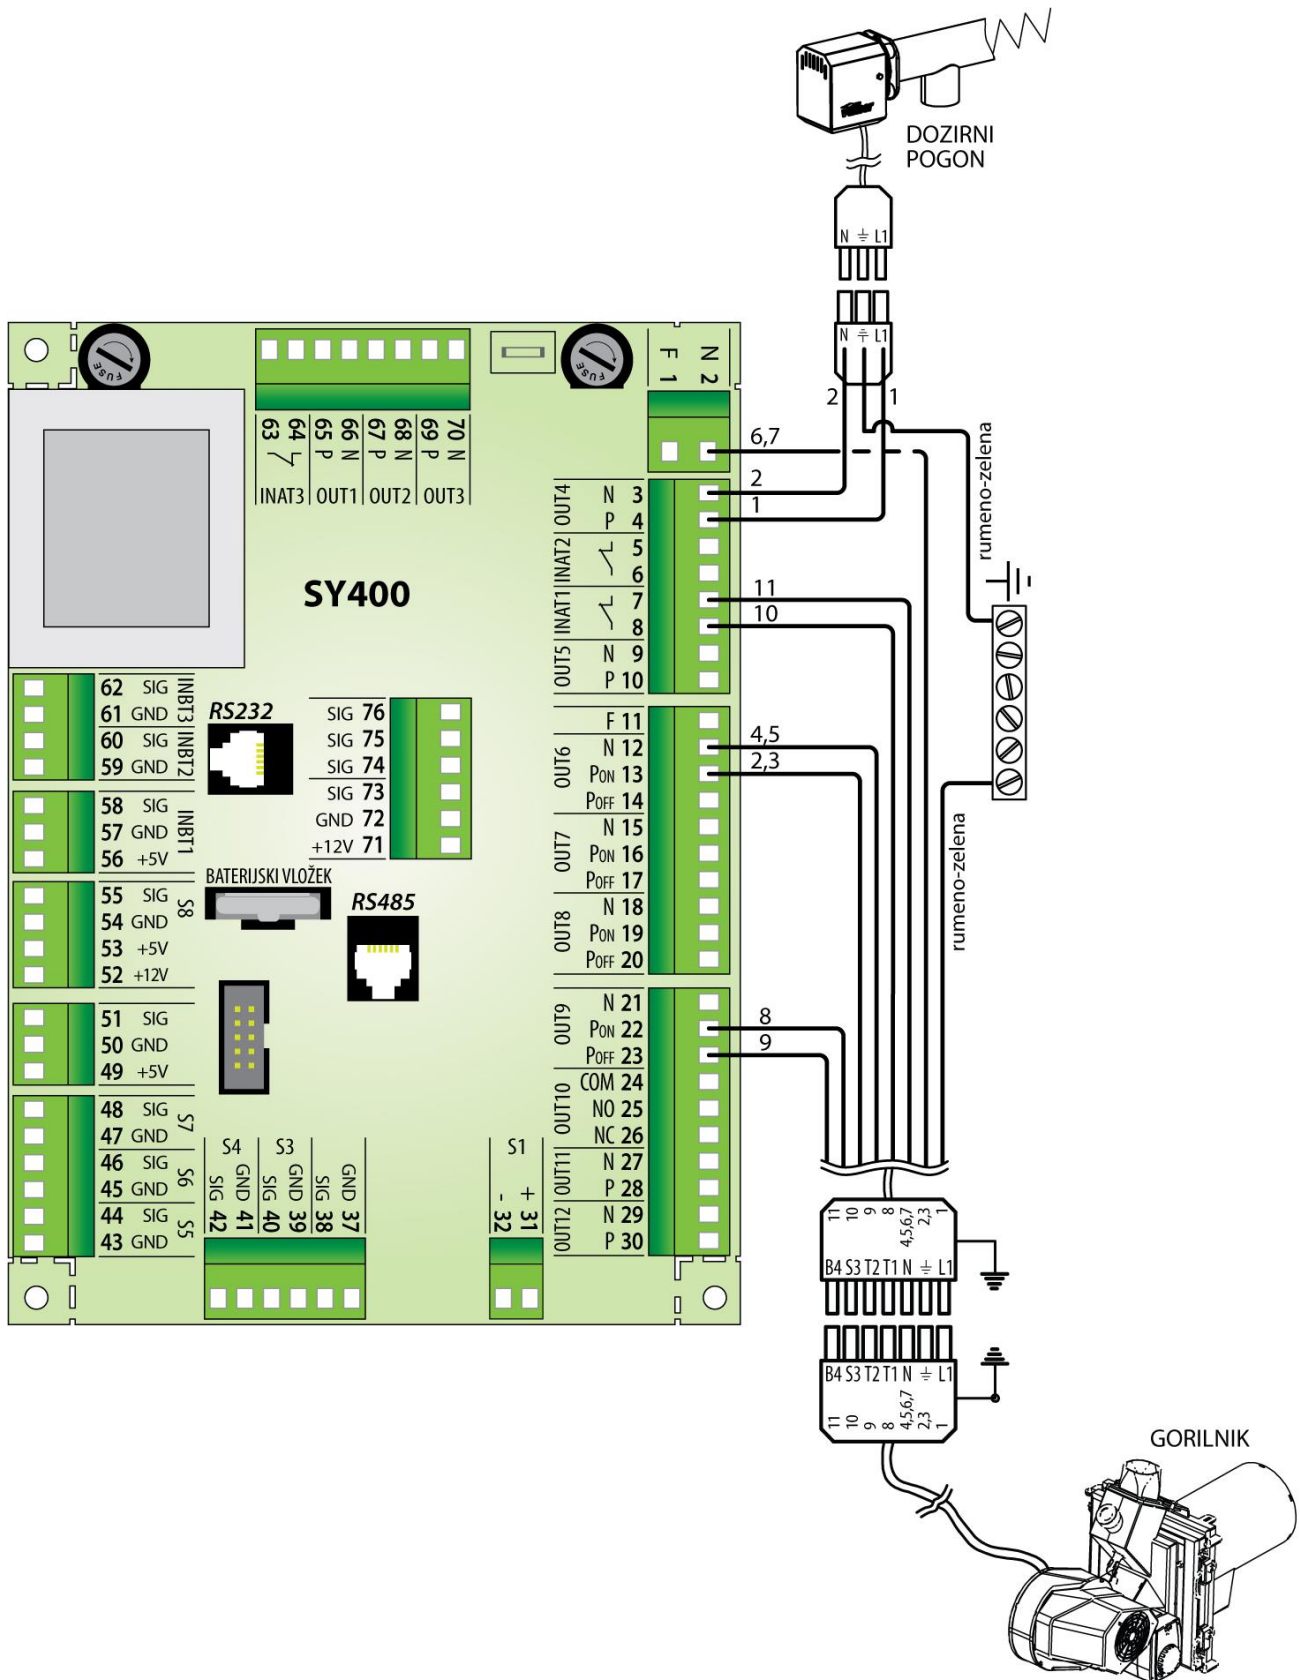 DOZIRNI
POGON
N ⏚ L1
N ⏚ L1
2 1
FUSE
FUSE
F 1
N 2
63
64
65 P
66 N
67 P
68 N
69 P
70 N
INAT3 OUT1 OUT2 OUT3
6,7
rumeno-zelena
OUT4
N 3
P 4
2
1
INAT2
5
6
INAT1
7
8
11
10
OUT5
N 9
P 10
SY400
62 SIG
61 GND
INBT3
60 SIG
59 GND
INBT2
58 SIG
57 GND
56 +5V
INBT1
55 SIG
54 GND
53 +5V
52 +12V
S8
51 SIG
50 GND
49 +5V
48 SIG
47 GND
S7
46 SIG
45 GND
S6
44 SIG
43 GND
S5
RS232
SIG 76
SIG 75
SIG 74
SIG 73
GND 72
+12V 71
BATERIJSKI VLOŽEK
RS485
F 11
OUT6
N 12
PON 13
POFF 14
4,5
2,3
OUT7
N 15
PON 16
POFF 17
OUT8
N 18
PON 19
POFF 20
rumeno-zelena
OUT9
N 21
PON 22
POFF 23
8
9
OUT10
COM 24
NO 25
NC 26
OUT11
N 27
P 28
OUT12
N 29
P 30
S4 S3
SIG 42
GND 41
SIG 40
GND 39
SIG 38
GND 37
S1
- 32
+ 31
11 10 9 8 4,5,6,7 2,3 1
B4 S3 T2 T1 N ⏚ L1
B4 S3 T2 T1 N ⏚ L1
11 10 9 8 4,5,6,7 2,3 1
GORILNIK